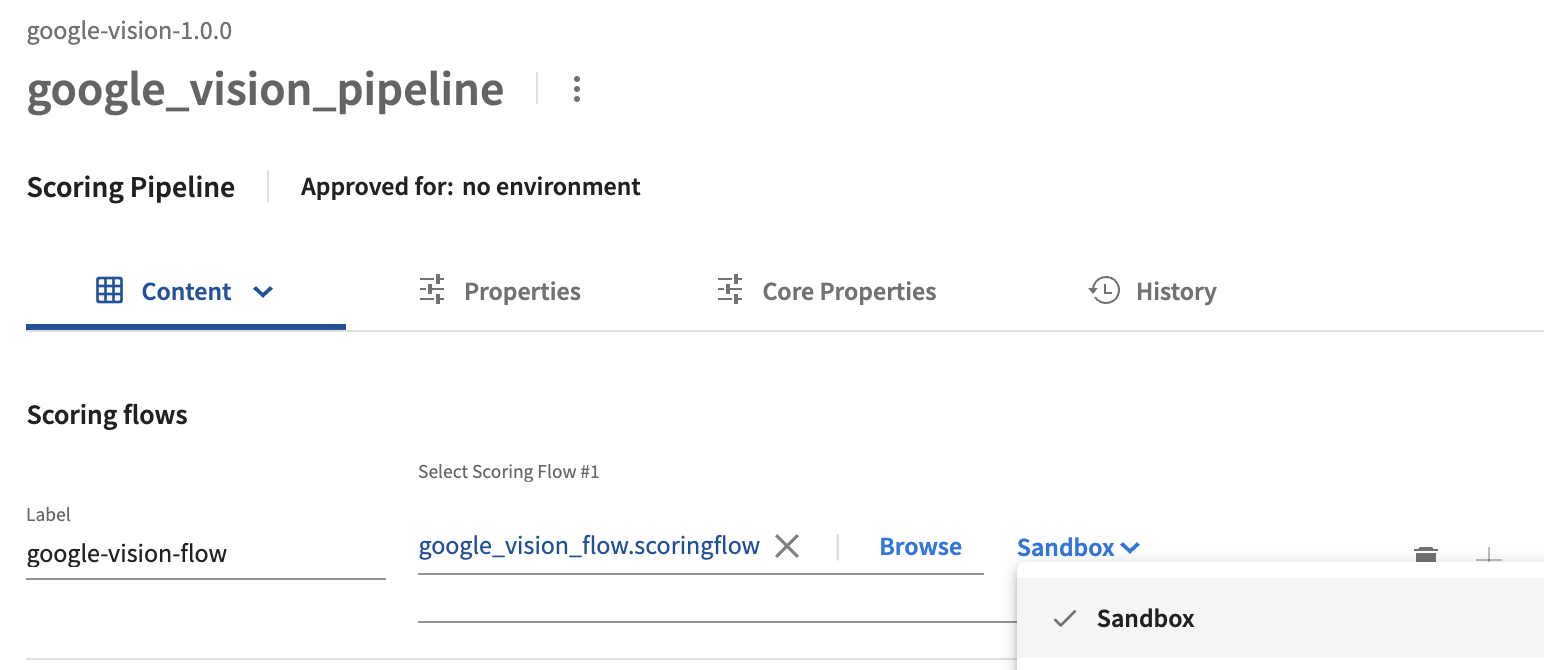 google-vision-1.0.0
google_vision_pipeline
Scoring Pipeline Approved for: no environment
Content Properties Core Properties History
Scoring flows
Select Scoring Flow #1
Label
google-vision-flow google_vision_flow.scoringflow Browse Sandbox
Sandbox